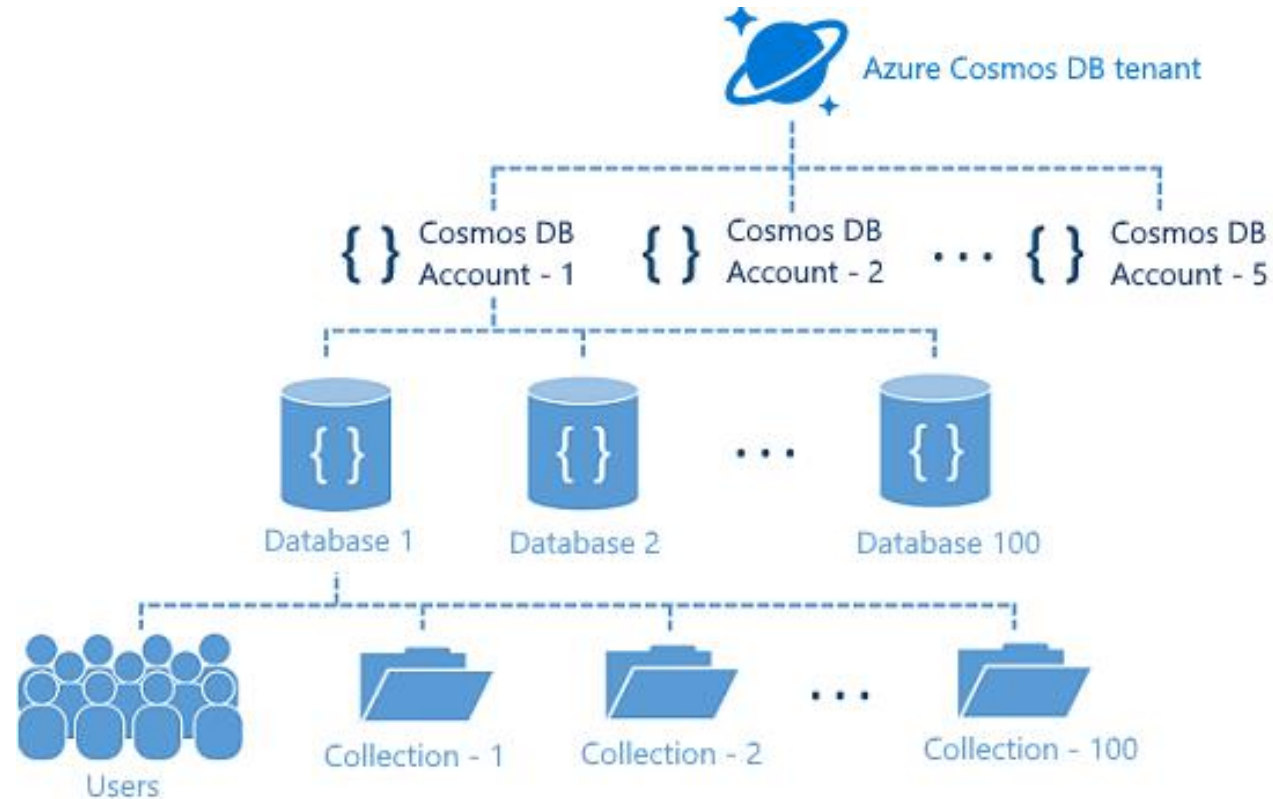 Azure Cosmos DB tenant
{ } Cosmos DB
Account - 1
{ } Cosmos DB
Account - 2
...
{ } Cosmos DB
Account - 5
{ }
{ }
...
{ }
Database 1
Database 2
Database 100
...
Users
Collection - 1
Collection - 2
Collection - 100